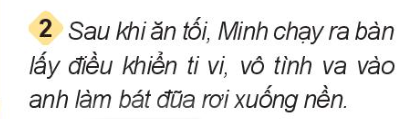 2 Sau khi ăn tối, Minh chạy ra bàn
lấy điều khiển ti vi, vô tình va vào
anh làm bát đũa rơi xuống nền.